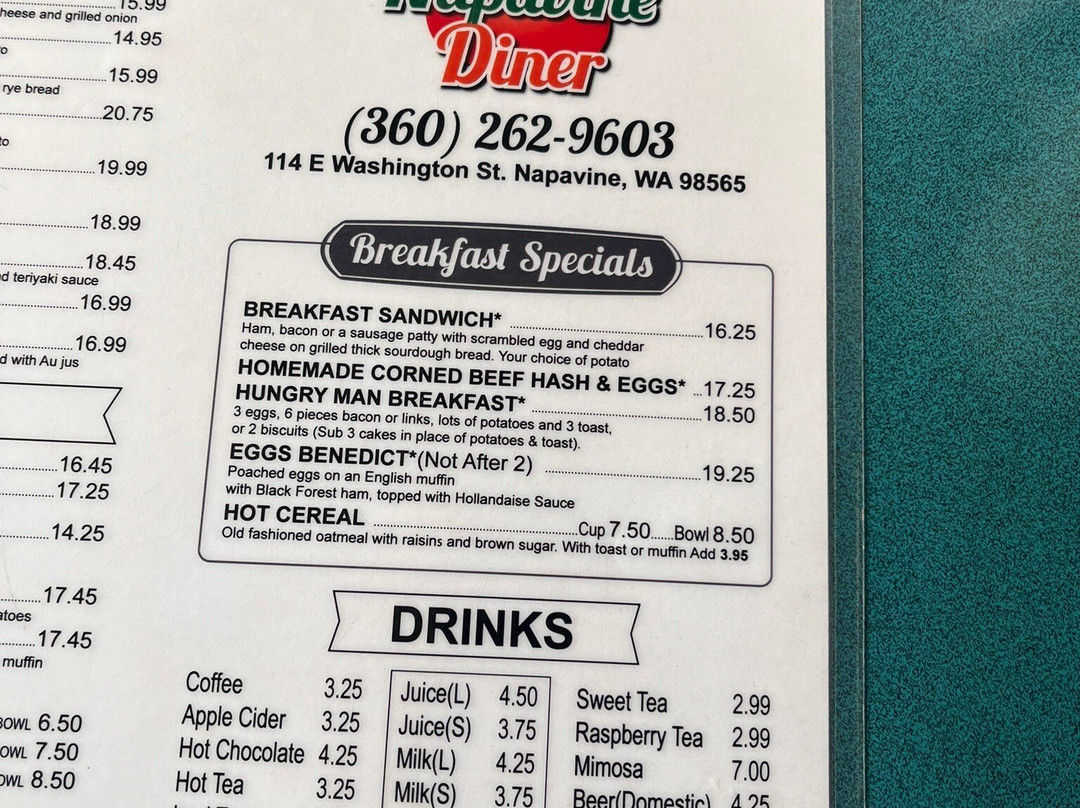 15.99
heese and grilled onion
14.95
15.99
rye bread
20.75
19.99
18.99
18.45
d teriyaki sauce
16.99
16.99
d with Au jus
16.45
17.25
14.25
17.45
atoes
17.45
muffin
BOWL 6.50
OWL 7.50
OWL 8.50
Napavine
Diner
(360) 262-9603
114 E Washington St. Napavine, WA 98565
Breakfast Specials
BREAKFAST SANDWICH* 16.25
Ham, bacon or a sausage patty with scrambled egg and cheddar
cheese on grilled thick sourdough bread. Your choice of potato
HOMEMADE CORNED BEEF HASH & EGGS* 17.25
HUNGRY MAN BREAKFAST* 18.50
3 eggs, 6 pieces bacon or links, lots of potatoes and 3 toast,
or 2 biscuits (Sub 3 cakes in place of potatoes & toast).
EGGS BENEDICT*(Not After 2) 19.25
Poached eggs on an English muffin
with Black Forest ham, topped with Hollandaise Sauce
HOT CEREAL Cup 7.50 Bowl 8.50
Old fashioned oatmeal with raisins and brown sugar. With toast or muffin Add 3.95
DRINKS
Coffee 3.25
Apple Cider 3.25
Hot Chocolate 4.25
Hot Tea 3.25
Juice(L) 4.50
Juice(S) 3.75
Milk(L) 4.25
Milk(S) 3.75
Sweet Tea 2.99
Raspberry Tea 2.99
Mimosa 7.00
Beer(Domestic) 4.25